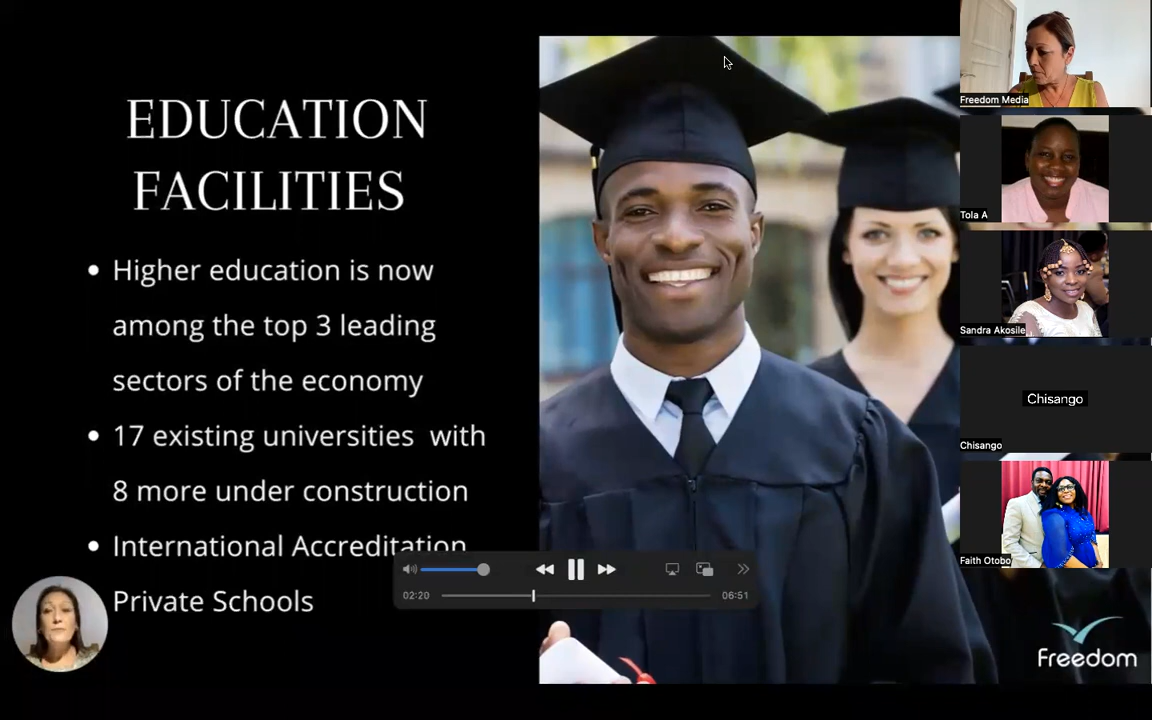 EDUCATION
FACILITIES
Higher education is now
among the top 3 leading
sectors of the economy
17 existing universities with
8 more under construction
International Accreditation
Private Schools
02:20
06:51
Freedom Media
Tola A
Sandra Akosile
Chisango
Chisango
Faith Otobo
Freedom